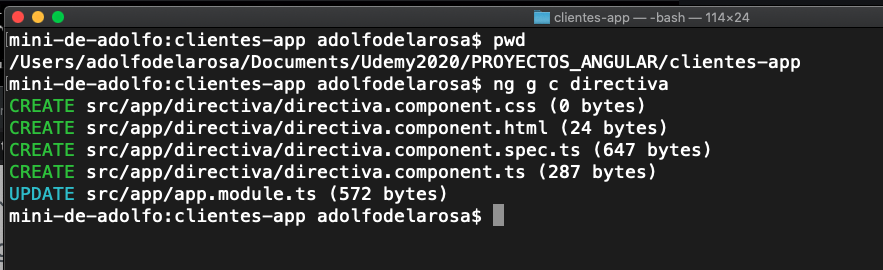 clientes-app — -bash — 114×24
mini-de-adolfo:clientes-app adolfodelarosa$ pwd
/Users/adolfodelarosa/Documents/Udemy2020/PROYECTOS_ANGULAR/clientes-app
mini-de-adolfo:clientes-app adolfodelarosa$ ng g c directiva
CREATE src/app/directiva/directiva.component.css (0 bytes)
CREATE src/app/directiva/directiva.component.html (24 bytes)
CREATE src/app/directiva/directiva.component.spec.ts (647 bytes)
CREATE src/app/directiva/directiva.component.ts (287 bytes)
UPDATE src/app/app.module.ts (572 bytes)
mini-de-adolfo:clientes-app adolfodelarosa$